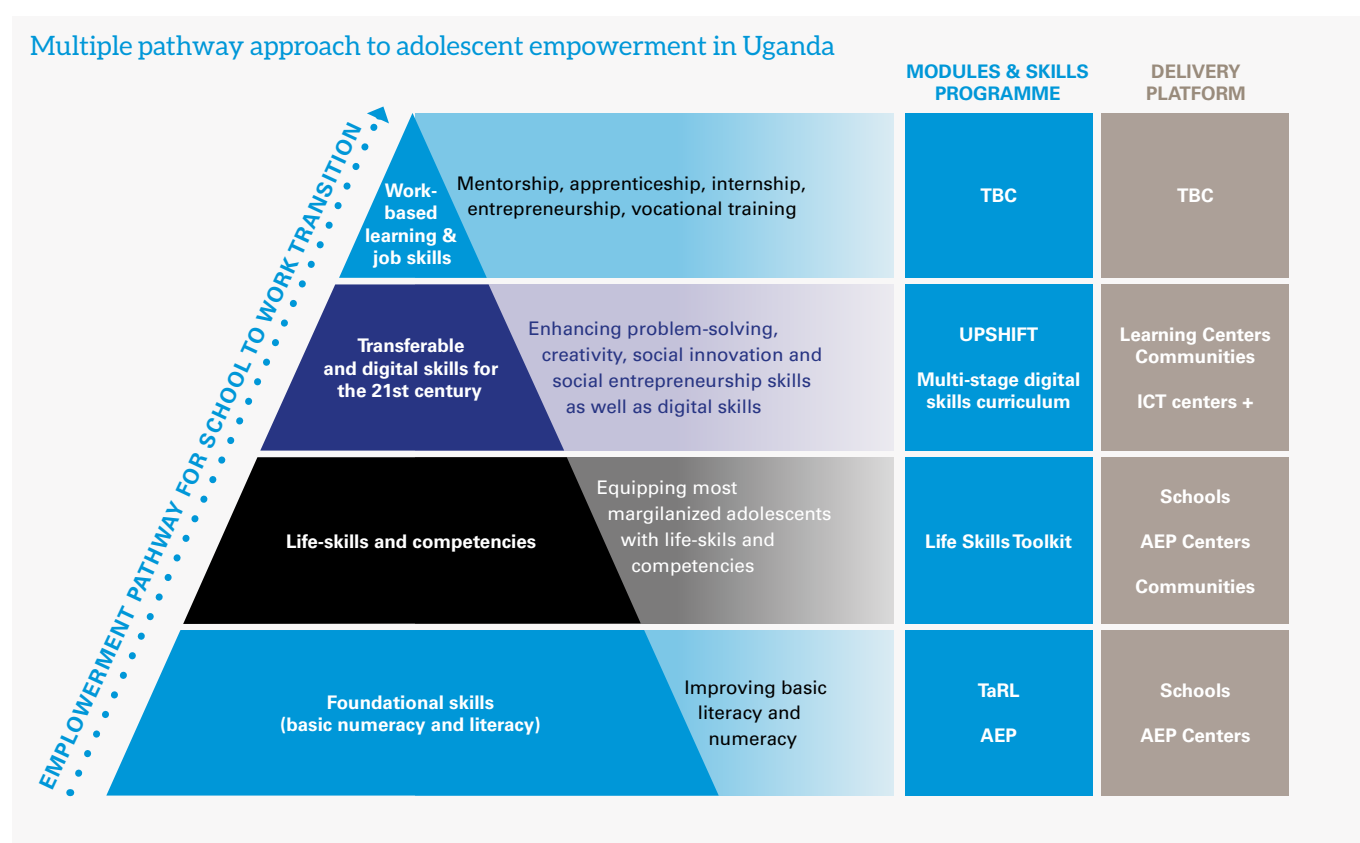 Multiple pathway approach to adolescent empowerment in Uganda
MODULES & SKILLS
PROGRAMME
DELIVERY
PLATFORM
EMPLOWERMENT PATHWAY FOR SCHOOL TO WORK TRANSITION
Work-
based
learning &
job skills
Mentorship, apprenticeship, internship,
entrepreneurship, vocational training
TBC
TBC
Transferable
and digital skills for
the 21st century
Enhancing problem-solving,
creativity, social innovation and
social entrepreneurship skills
as well as digital skills
UPSHIFT
Multi-stage digital
skills curriculum
Learning Centers
Communities
ICT centers +
Life-skills and competencies
Equipping most
margilanized adolescents
with life-skils and
competencies
Life Skills Toolkit
Schools
AEP Centers
Communities
Foundational skills
(basic numeracy and literacy)
Improving basic
literacy and
numeracy
TaRL
AEP
Schools
AEP Centers